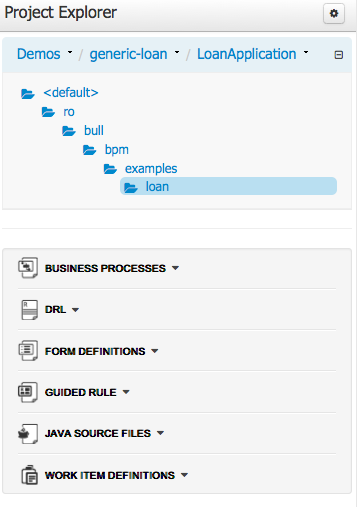 Project Explorer
Demos / generic-loan / LoanApplication
<default>
ro
bull
bpm
examples
loan
BUSINESS PROCESSES
DRL
FORM DEFINITIONS
GUIDED RULE
JAVA SOURCE FILES
WORK ITEM DEFINITIONS